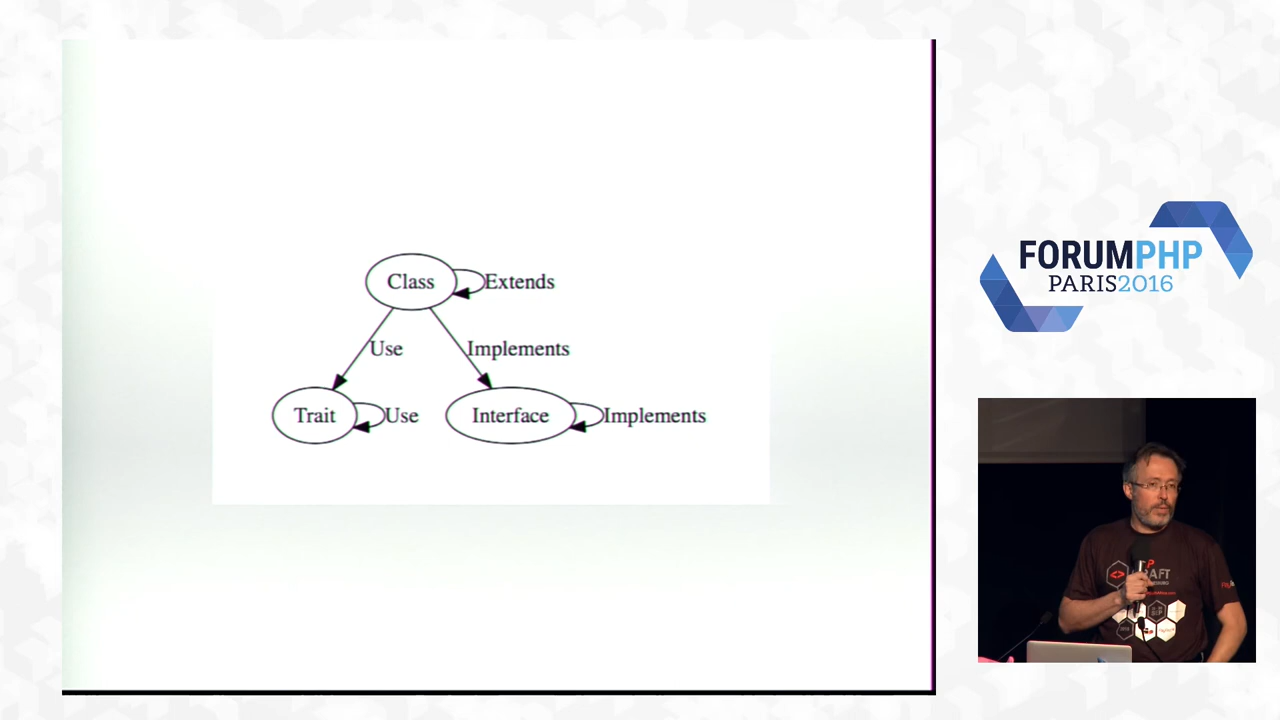 Class
Extends
Use
Implements
Trait
Use
Interface
Implements
FORUMPHP
PARIS2016